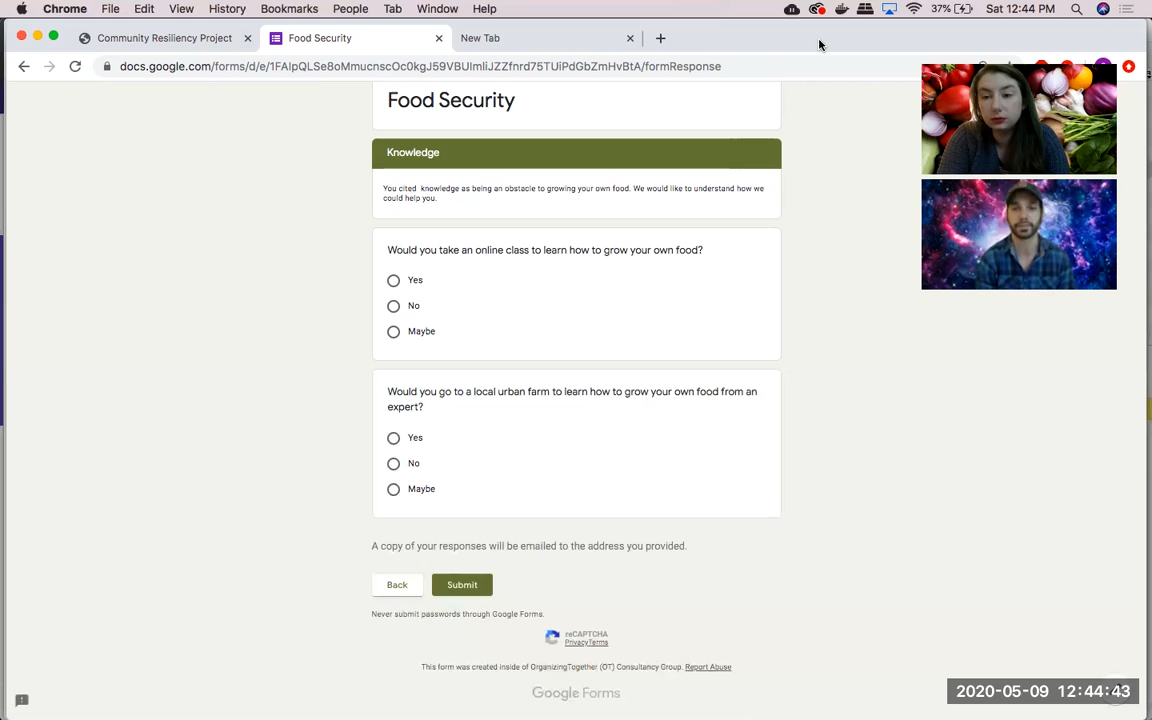 Chrome File Edit View History Bookmarks People Tab Window Help 37% Sat 12:44 PM
Community Resiliency Project Food Security New Tab
docs.google.com/forms/d/e/1FAIpQLSe8oMmucnscOc0kgJ59VBUImliJZZfnrd75TUiPdGbZmHvBtA/formResponse
Food Security
Knowledge
You cited knowledge as being an obstacle to growing your own food. We would like to understand how we
could help you.
Would you take an online class to learn how to grow your own food?
Yes
No
Maybe
Would you go to a local urban farm to learn how to grow your own food from an
expert?
Yes
No
Maybe
A copy of your responses will be emailed to the address you provided.
Back Submit
Never submit passwords through Google Forms.
reCAPTCHA
PrivacyTerms
This form was created inside of OrganizingTogether (OT) Consultancy Group. Report Abuse
Google Forms
2020-05-09 12:44:43